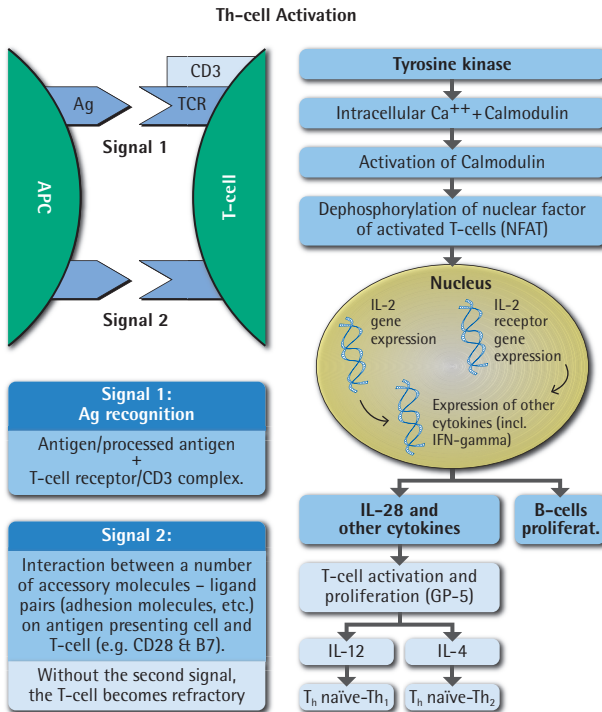 Th-cell Activation
CD3
Ag
TCR
Signal 1
APC
T-cell
Signal 2
Signal 1:
Ag recognition
Antigen/processed antigen
+
T-cell receptor/CD3 complex.
Signal 2:
Interaction between a number
of accessory molecules – ligand
pairs (adhesion molecules, etc.)
on antigen presenting cell and
T-cell (e.g. CD28 & B7).
Without the second signal,
the T-cell becomes refractory
Tyrosine kinase
Intracellular Ca++ + Calmodulin
Activation of Calmodulin
Dephosphorylation of nuclear factor
of activated T-cells (NFAT)
Nucleus
IL-2
gene
expression
IL-2
receptor
gene
expression
Expression of other
cytokines (incl.
IFN-gamma)
IL-28 and
other cytokines
B-cells
proliferat.
T-cell activation and
proliferation (GP-5)
IL-12
IL-4
Th naïve-Th1
Th naïve-Th2